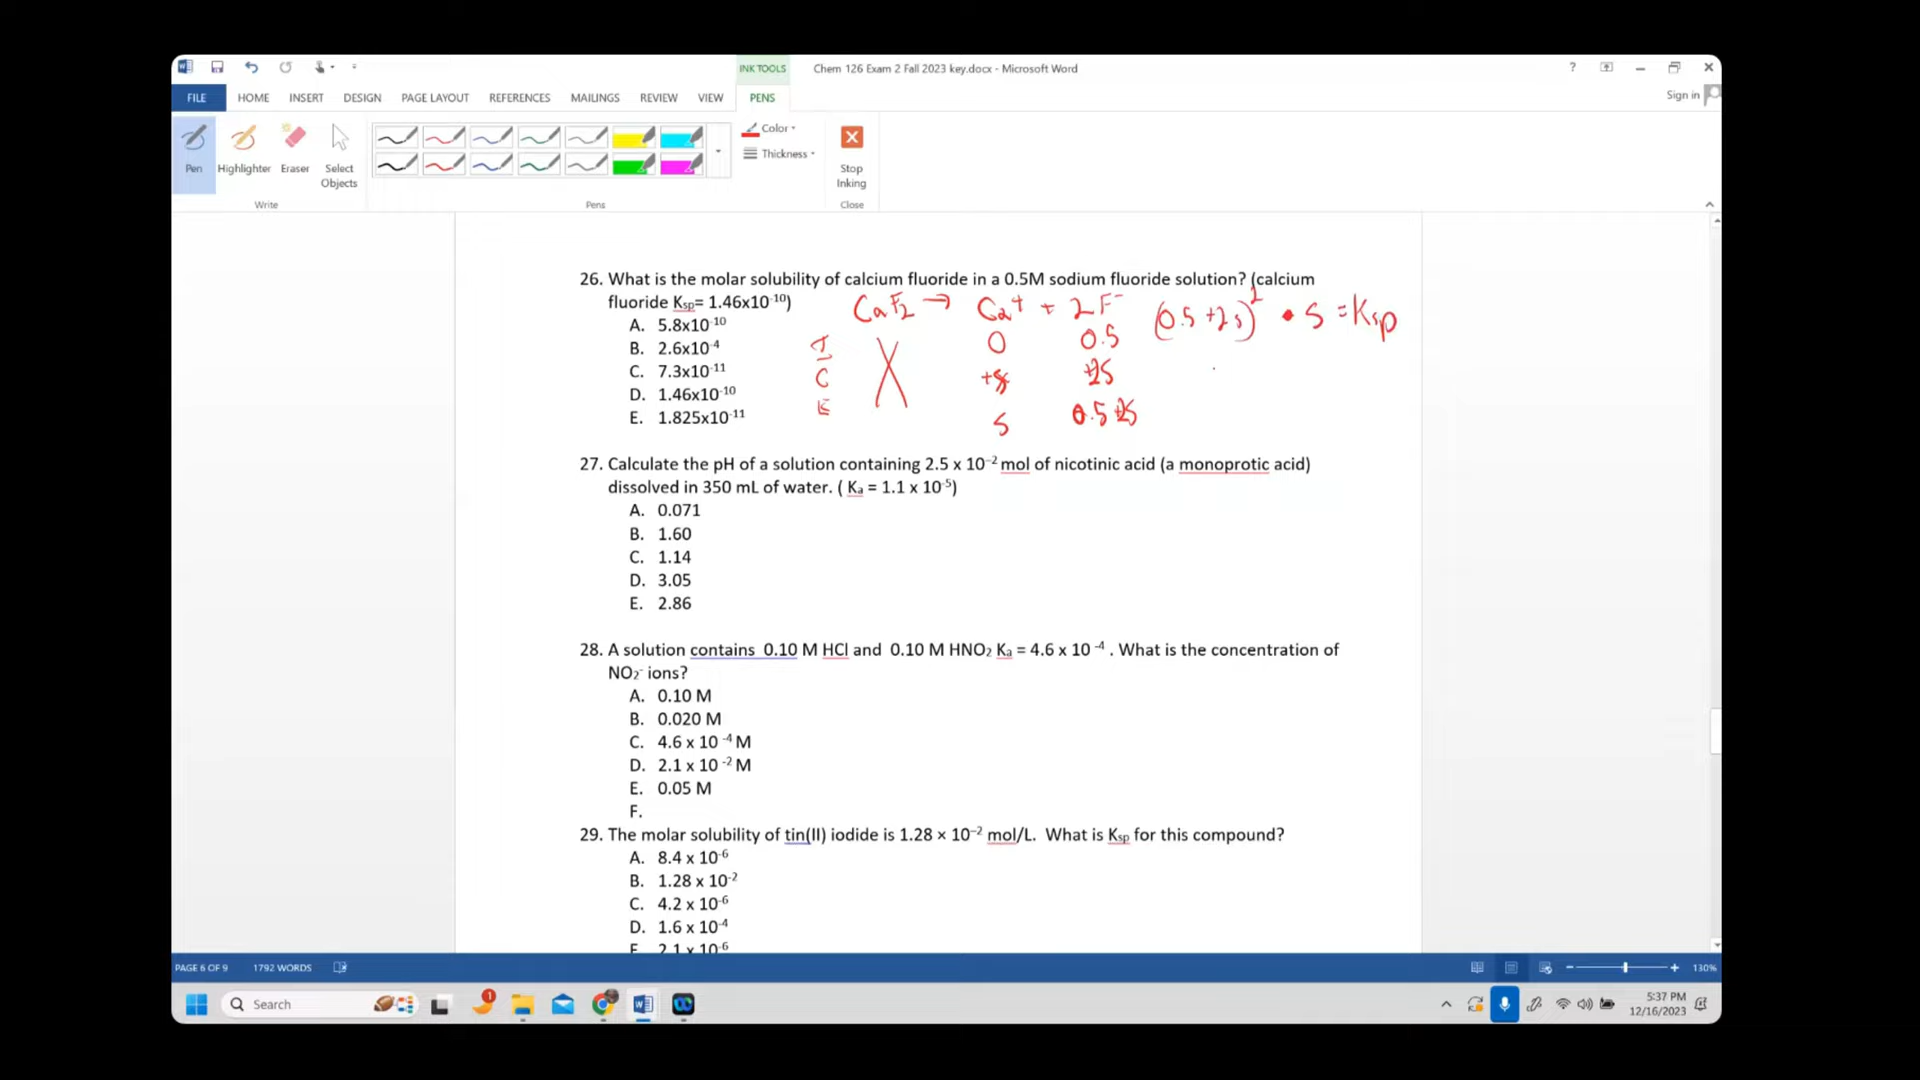 INK TOOLS
Chem 126 Exam 2 Fall 2023 key.docx - Microsoft Word
?
FILE HOME INSERT DESIGN PAGE LAYOUT REFERENCES MAILINGS REVIEW VIEW PENS
Sign in
Pen Highlighter Eraser Select Objects
Color
Thickness
Stop Inking
Write Pens Close
26. What is the molar solubility of calcium fluoride in a 0.5M sodium fluoride solution? (calcium
fluoride Ksp= 1.46x10-10)
CaF2 → Ca2+ + 2F- (0.5+2s)2 • s = Ksp
A. 5.8x10-10
I 0 0.5
B. 2.6x10-4
C. 7.3x10-11
C +s +2s
D. 1.46x10-10
E s 0.5+2s
E. 1.825x10-11
27. Calculate the pH of a solution containing 2.5 x 10–2 mol of nicotinic acid (a monoprotic acid)
dissolved in 350 mL of water. ( Ka = 1.1 x 10-5)
A. 0.071
B. 1.60
C. 1.14
D. 3.05
E. 2.86
28. A solution contains 0.10 M HCl and 0.10 M HNO2 Ka = 4.6 x 10 -4 . What is the concentration of
NO2- ions?
A. 0.10 M
B. 0.020 M
C. 4.6 x 10 -4 M
D. 2.1 x 10 -2 M
E. 0.05 M
F.
29. The molar solubility of tin(II) iodide is 1.28 × 10–2 mol/L. What is Ksp for this compound?
A. 8.4 x 10-6
B. 1.28 x 10-2
C. 4.2 x 10-6
D. 1.6 x 10-4
E. 2.1 x 10-6
PAGE 6 OF 9 1792 WORDS
130%
Search
1
5:37 PM
12/16/2023